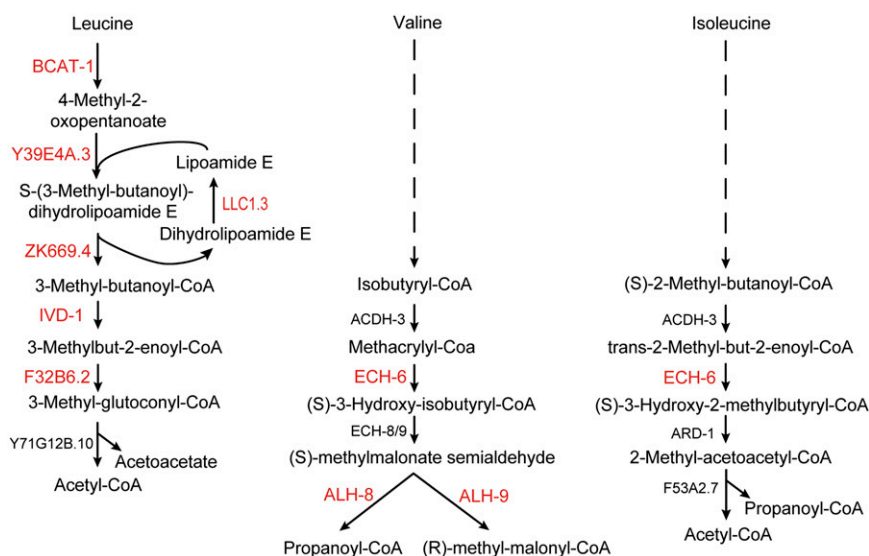 Leucine
BCAT-1
4-Methyl-2-
oxopentanoate
Y39E4A.3
Lipoamide E
S-(3-Methyl-butanoyl)-
dihydrolipoamide E
LLC1.3
Dihydrolipoamide E
ZK669.4
3-Methyl-butanoyl-CoA
IVD-1
3-Methylbut-2-enoyl-CoA
F32B6.2
3-Methyl-glutoconyl-CoA
Y71G12B.10
Acetoacetate
Acetyl-CoA
Valine
Isobutyryl-CoA
ACDH-3
Methacrylyl-Coa
ECH-6
(S)-3-Hydroxy-isobutyryl-CoA
ECH-8/9
(S)-methylmalonate semialdehyde
ALH-8
ALH-9
Propanoyl-CoA
(R)-methyl-malonyl-CoA
Isoleucine
(S)-2-Methyl-butanoyl-CoA
ACDH-3
trans-2-Methyl-but-2-enoyl-CoA
ECH-6
(S)-3-Hydroxy-2-methylbutyryl-CoA
ARD-1
2-Methyl-acetoacetyl-CoA
F53A2.7
Propanoyl-CoA
Acetyl-CoA